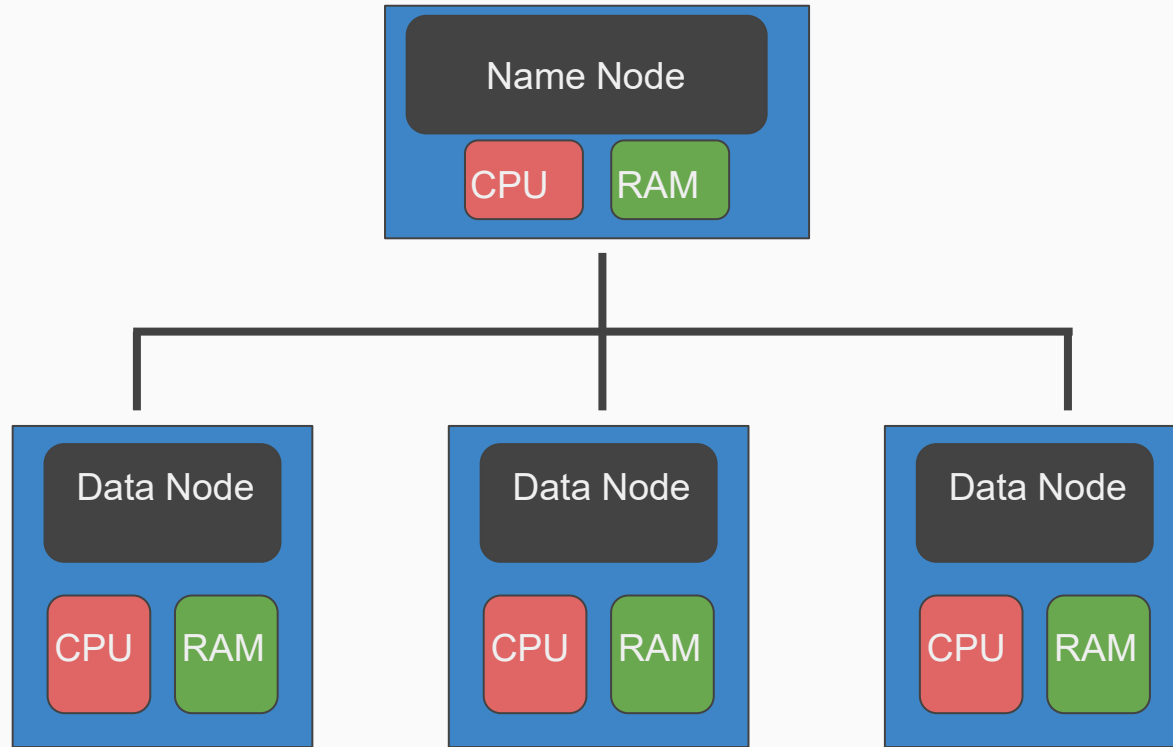 Name Node
CPU
RAM
Data Node
Data Node
Data Node
CPU
RAM
CPU
RAM
CPU
RAM